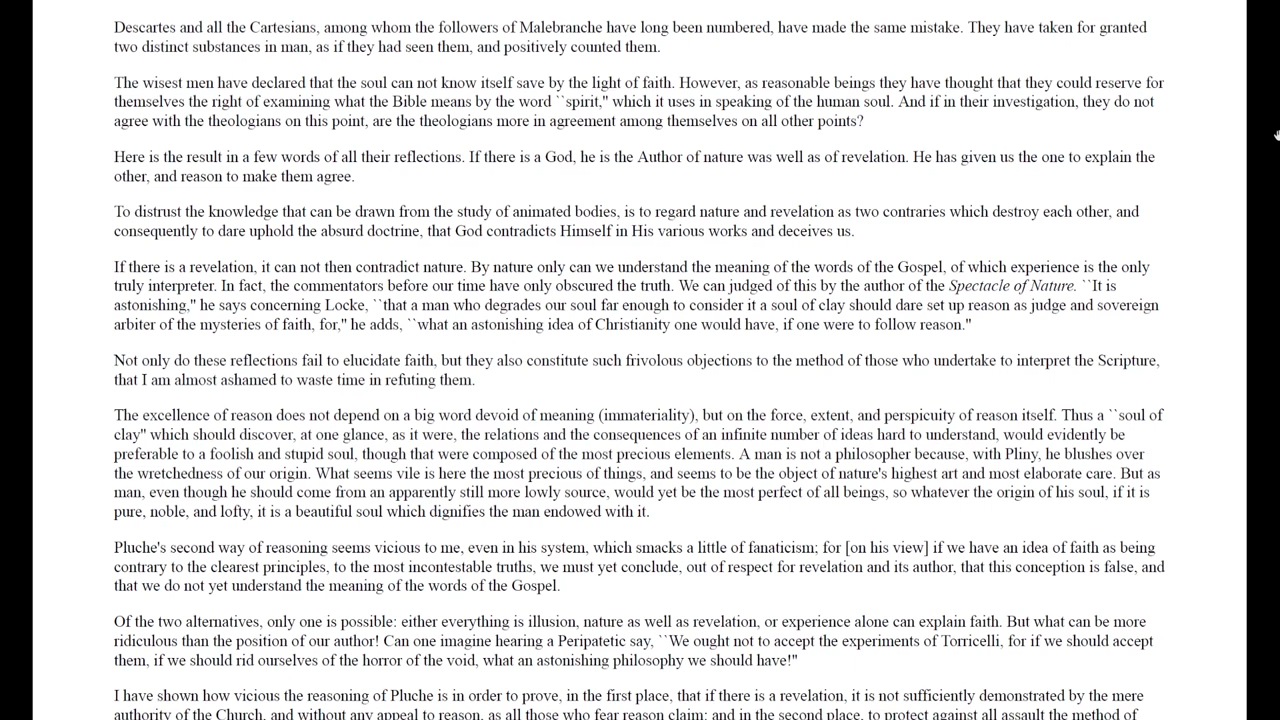 Descartes and all the Cartesians, among whom the followers of Malebranche have long been numbered, have made the same mistake. They have taken for granted
two distinct substances in man, as if they had seen them, and positively counted them.
The wisest men have declared that the soul can not know itself save by the light of faith. However, as reasonable beings they have thought that they could reserve for
themselves the right of examining what the Bible means by the word ``spirit,'' which it uses in speaking of the human soul. And if in their investigation, they do not
agree with the theologians on this point, are the theologians more in agreement among themselves on all other points?
Here is the result in a few words of all their reflections. If there is a God, he is the Author of nature was well as of revelation. He has given us the one to explain the
other, and reason to make them agree.
To distrust the knowledge that can be drawn from the study of animated bodies, is to regard nature and revelation as two contraries which destroy each other, and
consequently to dare uphold the absurd doctrine, that God contradicts Himself in His various works and deceives us.
If there is a revelation, it can not then contradict nature. By nature only can we understand the meaning of the words of the Gospel, of which experience is the only
truly interpreter. In fact, the commentators before our time have only obscured the truth. We can judged of this by the author of the Spectacle of Nature. ``It is
astonishing,'' he says concerning Locke, ``that a man who degrades our soul far enough to consider it a soul of clay should dare set up reason as judge and sovereign
arbiter of the mysteries of faith, for,'' he adds, ``what an astonishing idea of Christianity one would have, if one were to follow reason.''
Not only do these reflections fail to elucidate faith, but they also constitute such frivolous objections to the method of those who undertake to interpret the Scripture,
that I am almost ashamed to waste time in refuting them.
The excellence of reason does not depend on a big word devoid of meaning (immateriality), but on the force, extent, and perspicuity of reason itself. Thus a ``soul of
clay'' which should discover, at one glance, as it were, the relations and the consequences of an infinite number of ideas hard to understand, would evidently be
preferable to a foolish and stupid soul, though that were composed of the most precious elements. A man is not a philosopher because, with Pliny, he blushes over
the wretchedness of our origin. What seems vile is here the most precious of things, and seems to be the object of nature's highest art and most elaborate care. But as
man, even though he should come from an apparently still more lowly source, would yet be the most perfect of all beings, so whatever the origin of his soul, if it is
pure, noble, and lofty, it is a beautiful soul which dignifies the man endowed with it.
Pluche's second way of reasoning seems vicious to me, even in his system, which smacks a little of fanaticism; for [on his view] if we have an idea of faith as being
contrary to the clearest principles, to the most incontestable truths, we must yet conclude, out of respect for revelation and its author, that this conception is false, and
that we do not yet understand the meaning of the words of the Gospel.
Of the two alternatives, only one is possible: either everything is illusion, nature as well as revelation, or experience alone can explain faith. But what can be more
ridiculous than the position of our author! Can one imagine hearing a Peripatetic say, ``We ought not to accept the experiments of Torricelli, for if we should accept
them, if we should rid ourselves of the horror of the void, what an astonishing philosophy we should have!''
I have shown how vicious the reasoning of Pluche is in order to prove, in the first place, that if there is a revelation, it is not sufficiently demonstrated by the mere
authority of the Church, and without any appeal to reason, as all those who fear reason claim; and in the second place, to protect against all assault the method of